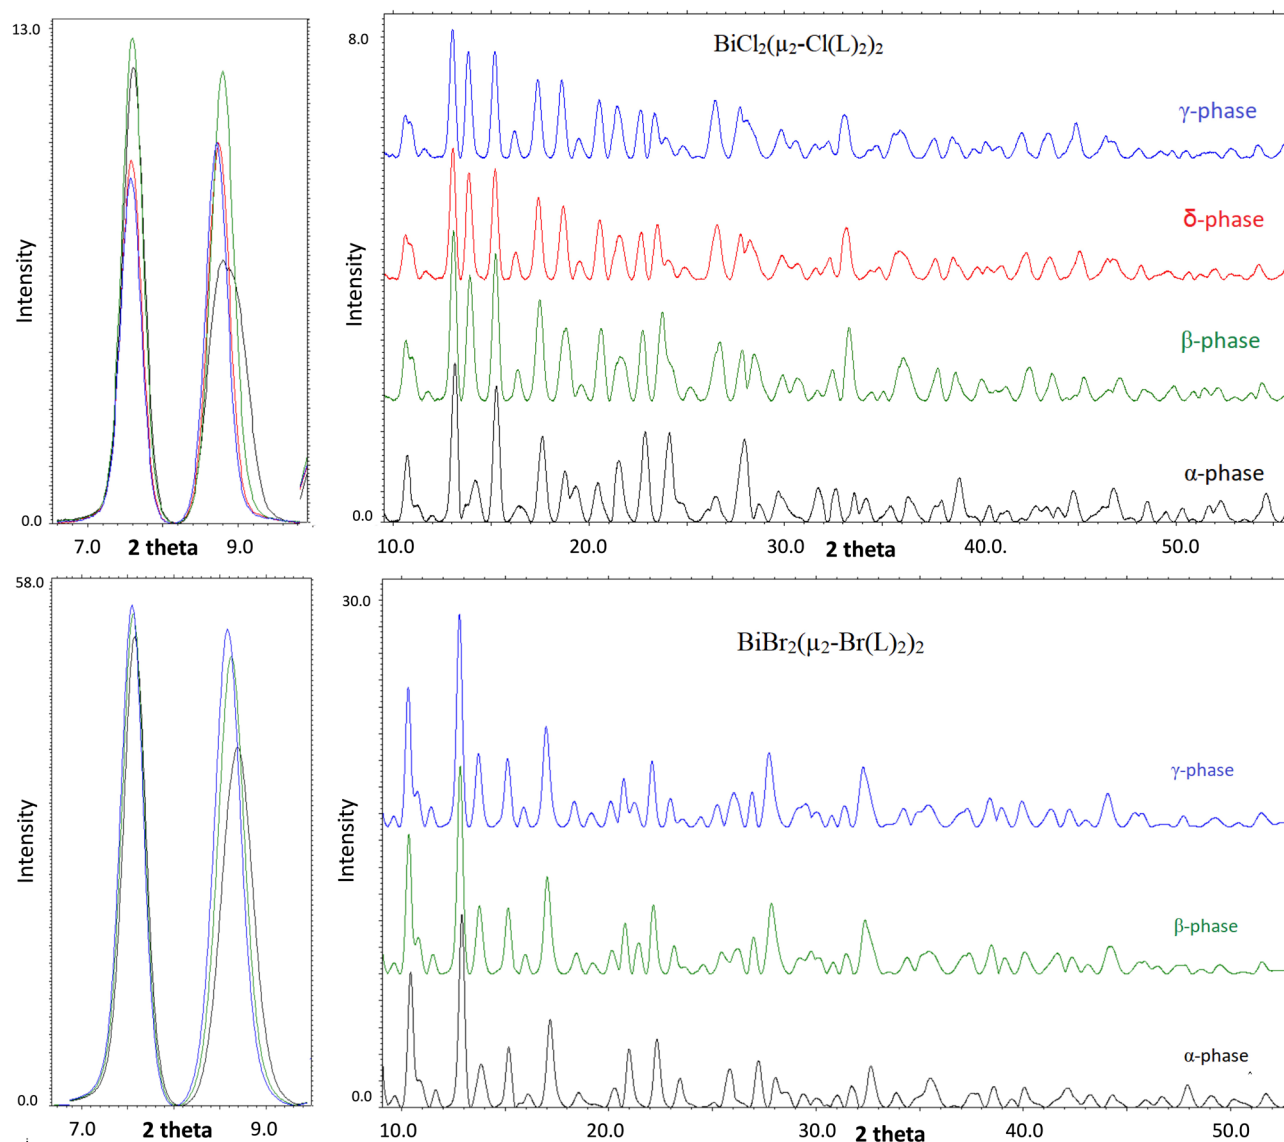 13.0
Intensity
0.0
7.0
2 theta
9.0
8.0
BiCl₂(µ₂-Cl(L)₂)₂
γ-phase
δ-phase
β-phase
α-phase
Intensity
0.0
10.0
20.0
30.0
2 theta
40.0.
50.0
58.0
Intensity
0.0
7.0
2 theta
9.0
30.0
BiBr₂(µ₂-Br(L)₂)₂
γ-phase
β-phase
α-phase
Intensity
0.0
10.0
20.0
30.0
2 theta
40.0
50.0